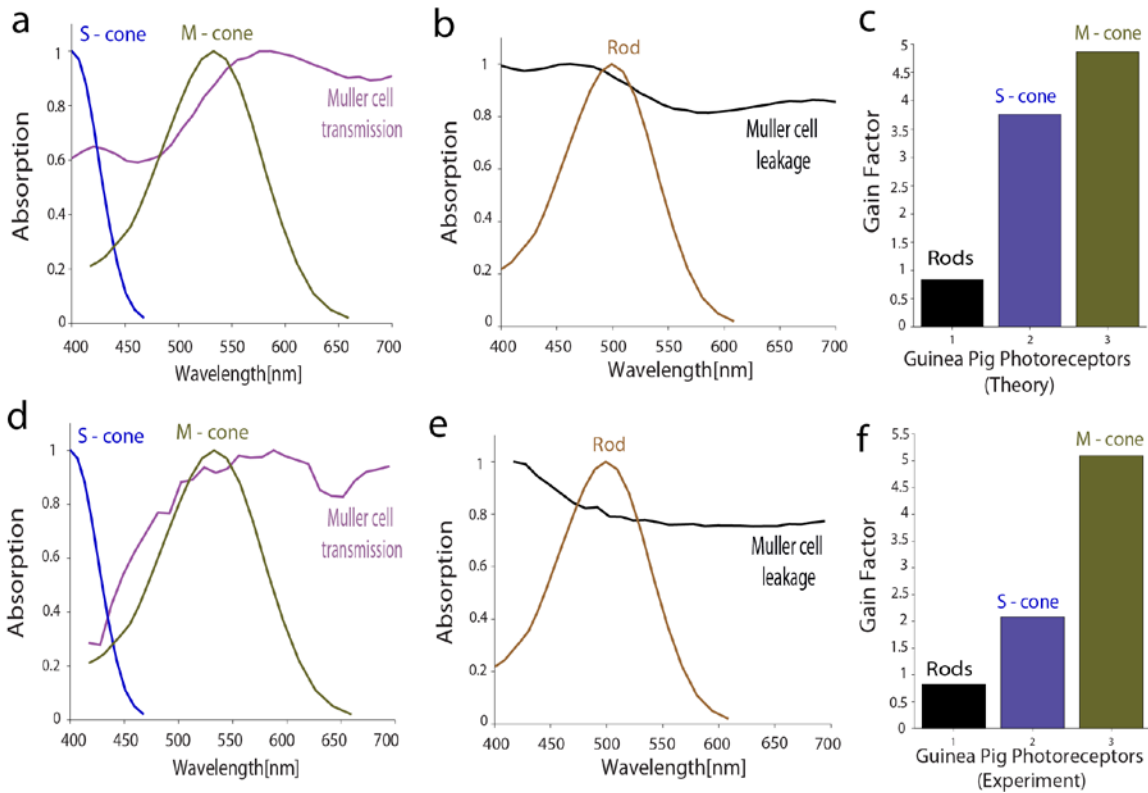 a
S - cone
M - cone
Muller cell
transmission
Absorption
1
0.8
0.6
0.4
0.2
0
400 450 500 550 600 650 700
Wavelength[nm]
b
Rod
Muller cell
leakage
Absorption
1
0.8
0.6
0.4
0.2
0
400 450 500 550 600 650 700
Wavelength[nm]
c
M - cone
S - cone
Rods
Gain Factor
5
4.5
4
3.5
3
2.5
2
1.5
1
0.5
0
1 2 3
Guinea Pig Photoreceptors
(Theory)
d
S - cone
M - cone
Muller cell
transmission
Absorption
1
0.8
0.6
0.4
0.2
0
400 450 500 550 600 650 700
Wavelength[nm]
e
Rod
Muller cell
leakage
Absorption
1
0.8
0.6
0.4
0.2
0
400 450 500 550 600 650 700
Wavelength[nm]
f
M - cone
S - cone
Rods
Gain Factor
5.5
5
4.5
4
3.5
3
2.5
2
1.5
1
0.5
0
1 2 3
Guinea Pig Photoreceptors
(Experiment)